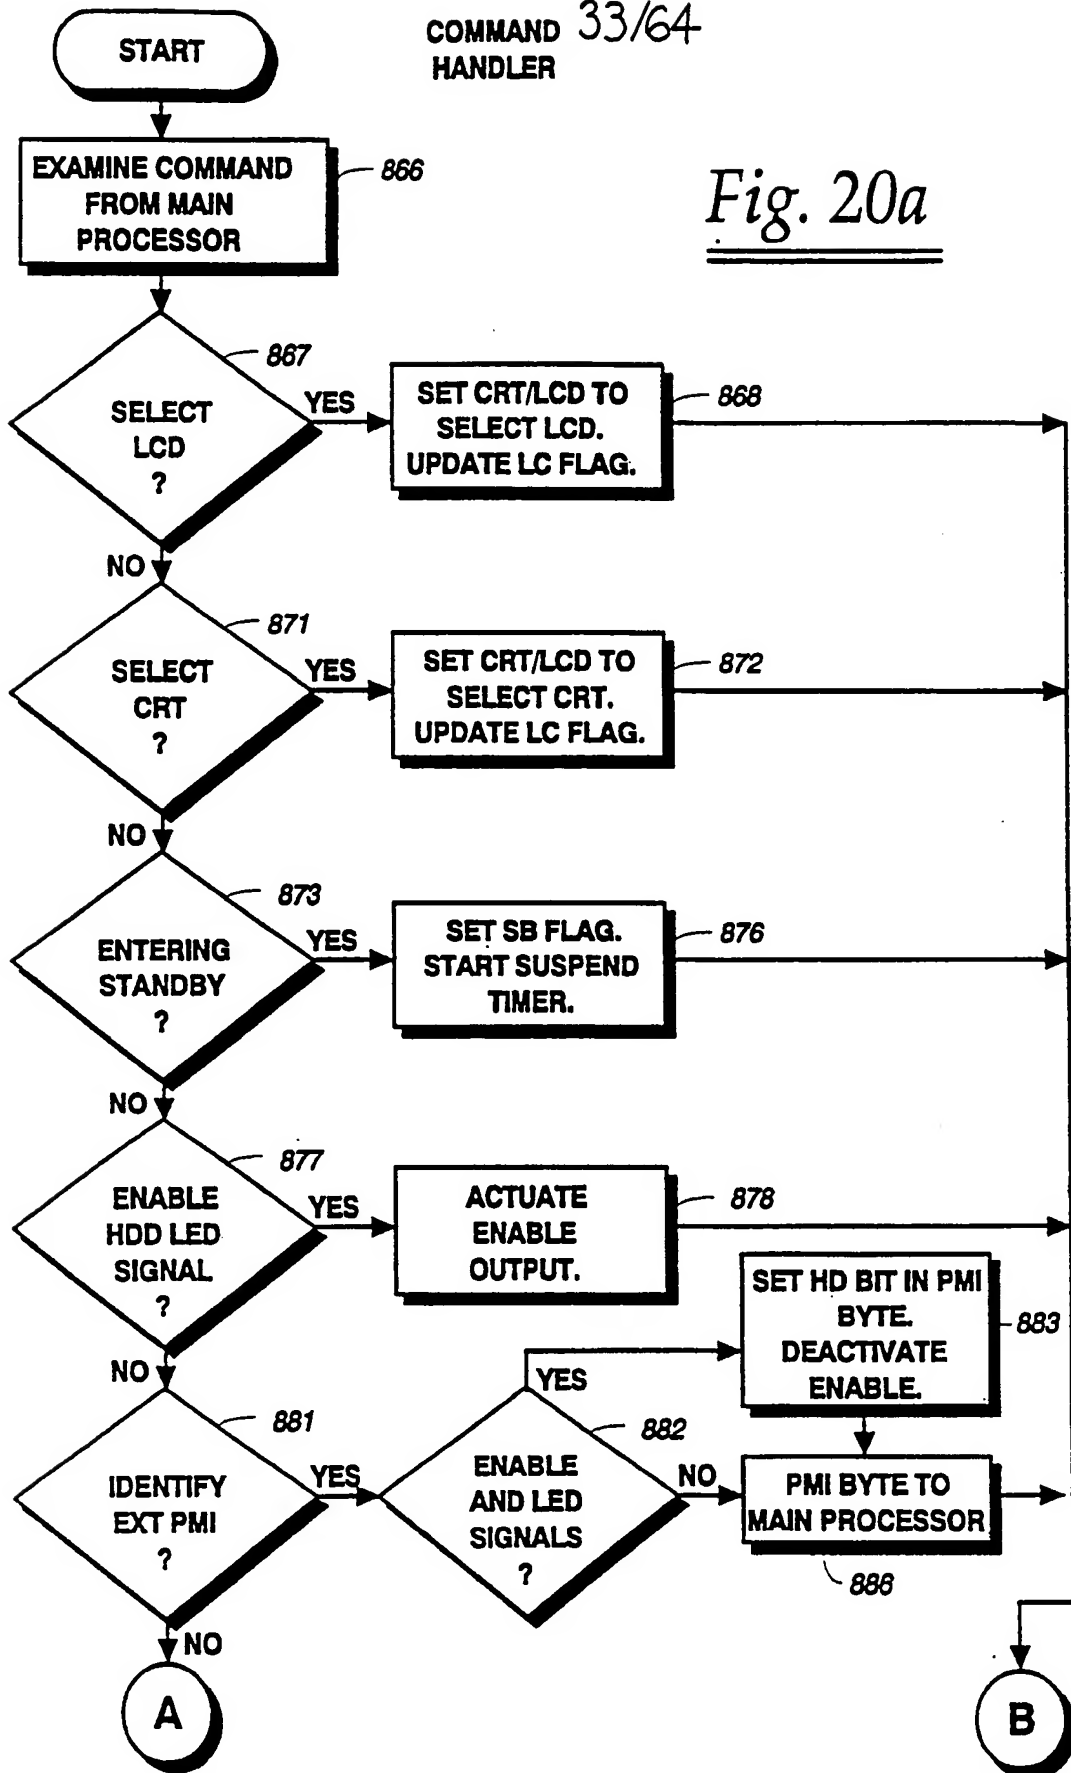 START
COMMAND 33/64
HANDLER
EXAMINE COMMAND
FROM MAIN
PROCESSOR
866
Fig. 20a
867
SELECT
LCD
?
YES
SET CRT/LCD TO
SELECT LCD.
UPDATE LC FLAG.
868
NO
871
SELECT
CRT
?
YES
SET CRT/LCD TO
SELECT CRT.
UPDATE LC FLAG.
872
NO
873
ENTERING
STANDBY
?
YES
SET SB FLAG.
START SUSPEND
TIMER.
876
NO
877
ENABLE
HDD LED
SIGNAL
?
YES
ACTUATE
ENABLE
OUTPUT.
878
SET HD BIT IN PMI
BYTE.
DEACTIVATE
ENABLE.
883
NO
881
IDENTIFY
EXT PMI
?
YES
YES
882
ENABLE
AND LED
SIGNALS
?
NO
PMI BYTE TO
MAIN PROCESSOR
886
NO
A
B